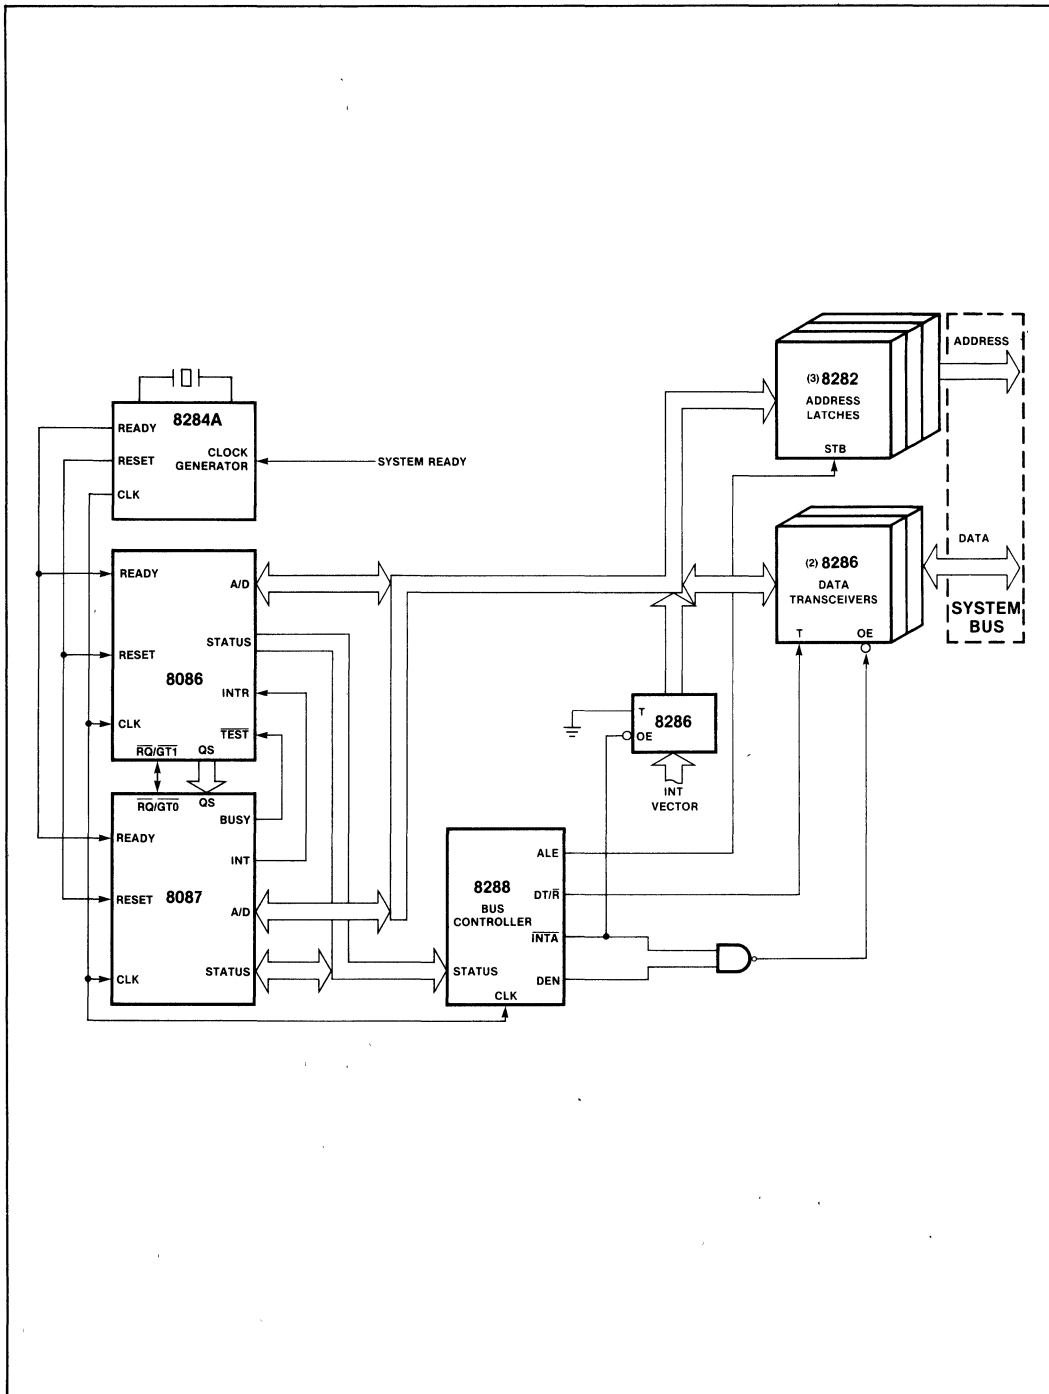 8284A
READY
RESET
CLOCK
GENERATOR
CLK
SYSTEM READY
READY
A/D
STATUS
RESET
8086
INTR
CLK
TEST
RQ/GT1
QS
RQ/GT0
QS
BUSY
READY
INT
RESET
8087
A/D
STATUS
CLK
8288
BUS
CONTROLLER
ALE
DT/R
INTA
DEN
STATUS
CLK
T
8286
OE
INT
VECTOR
(3) 8282
ADDRESS
LATCHES
STB
(2) 8286
DATA
TRANSCEIVERS
T
OE
ADDRESS
DATA
SYSTEM
BUS